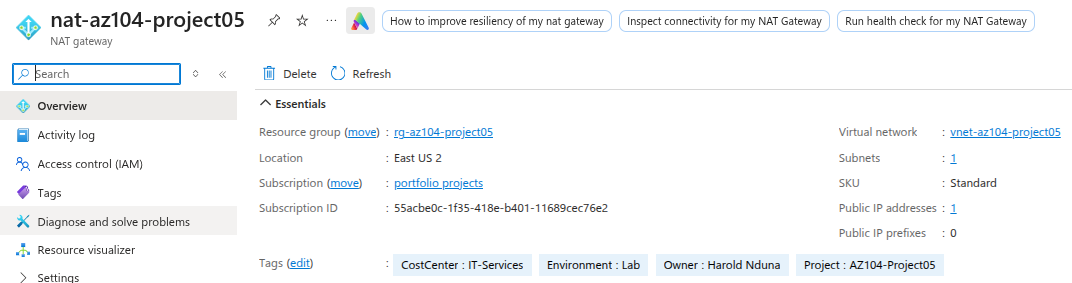 nat-az104-project05
NAT gateway
How to improve resiliency of my nat gateway
Inspect connectivity for my NAT Gateway
Run health check for my NAT Gateway
Search
Delete
Refresh
Overview
Activity log
Access control (IAM)
Tags
Diagnose and solve problems
Resource visualizer
Settings
Essentials
Resource group (move) : rg-az104-project05
Location : East US 2
Subscription (move) : portfolio projects
Subscription ID : 55acbe0c-1f35-418e-b401-11689cec76e2
Virtual network : vnet-az104-project05
Subnets : 1
SKU : Standard
Public IP addresses : 1
Public IP prefixes : 0
Tags (edit) : CostCenter : IT-Services Environment : Lab Owner : Harold Nduna Project : AZ104-Project05